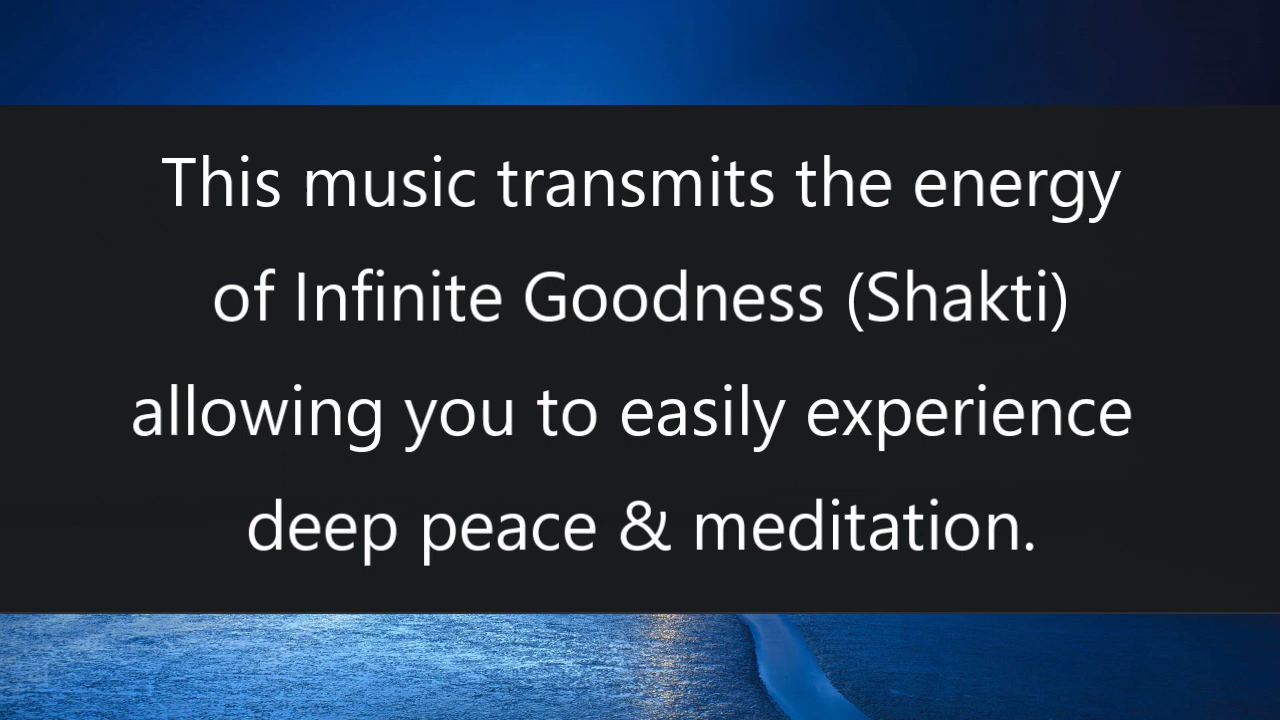 This music transmits the energy
of Infinite Goodness (Shakti)
allowing you to easily experience
deep peace & meditation.